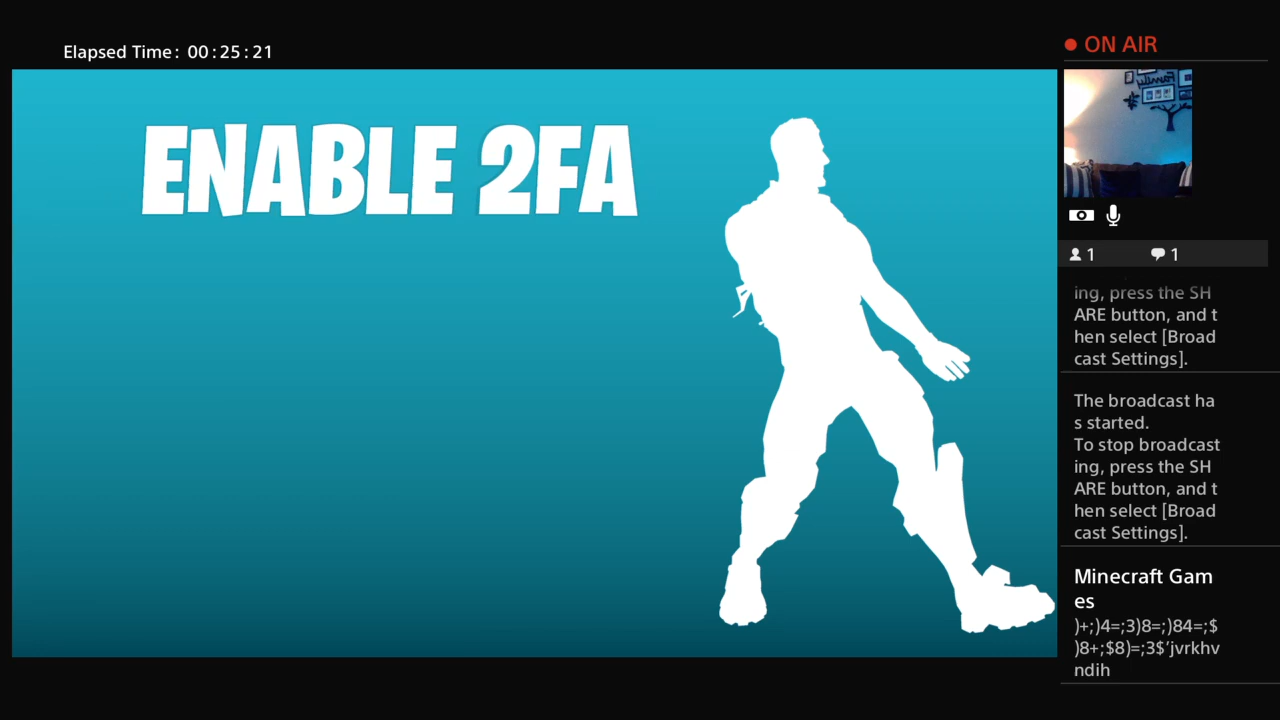 Elapsed Time: 00:25:21
ON AIR
ENABLE 2FA
1
1
ing, press the SH
ARE button, and t
hen select [Broad
cast Settings].
The broadcast ha
s started.
To stop broadcast
ing, press the SH
ARE button, and t
hen select [Broad
cast Settings].
Minecraft Gam
es
)+;)4=;3)8=;)84=;$
)8+;$8)=;3$'jvrkhv
ndih